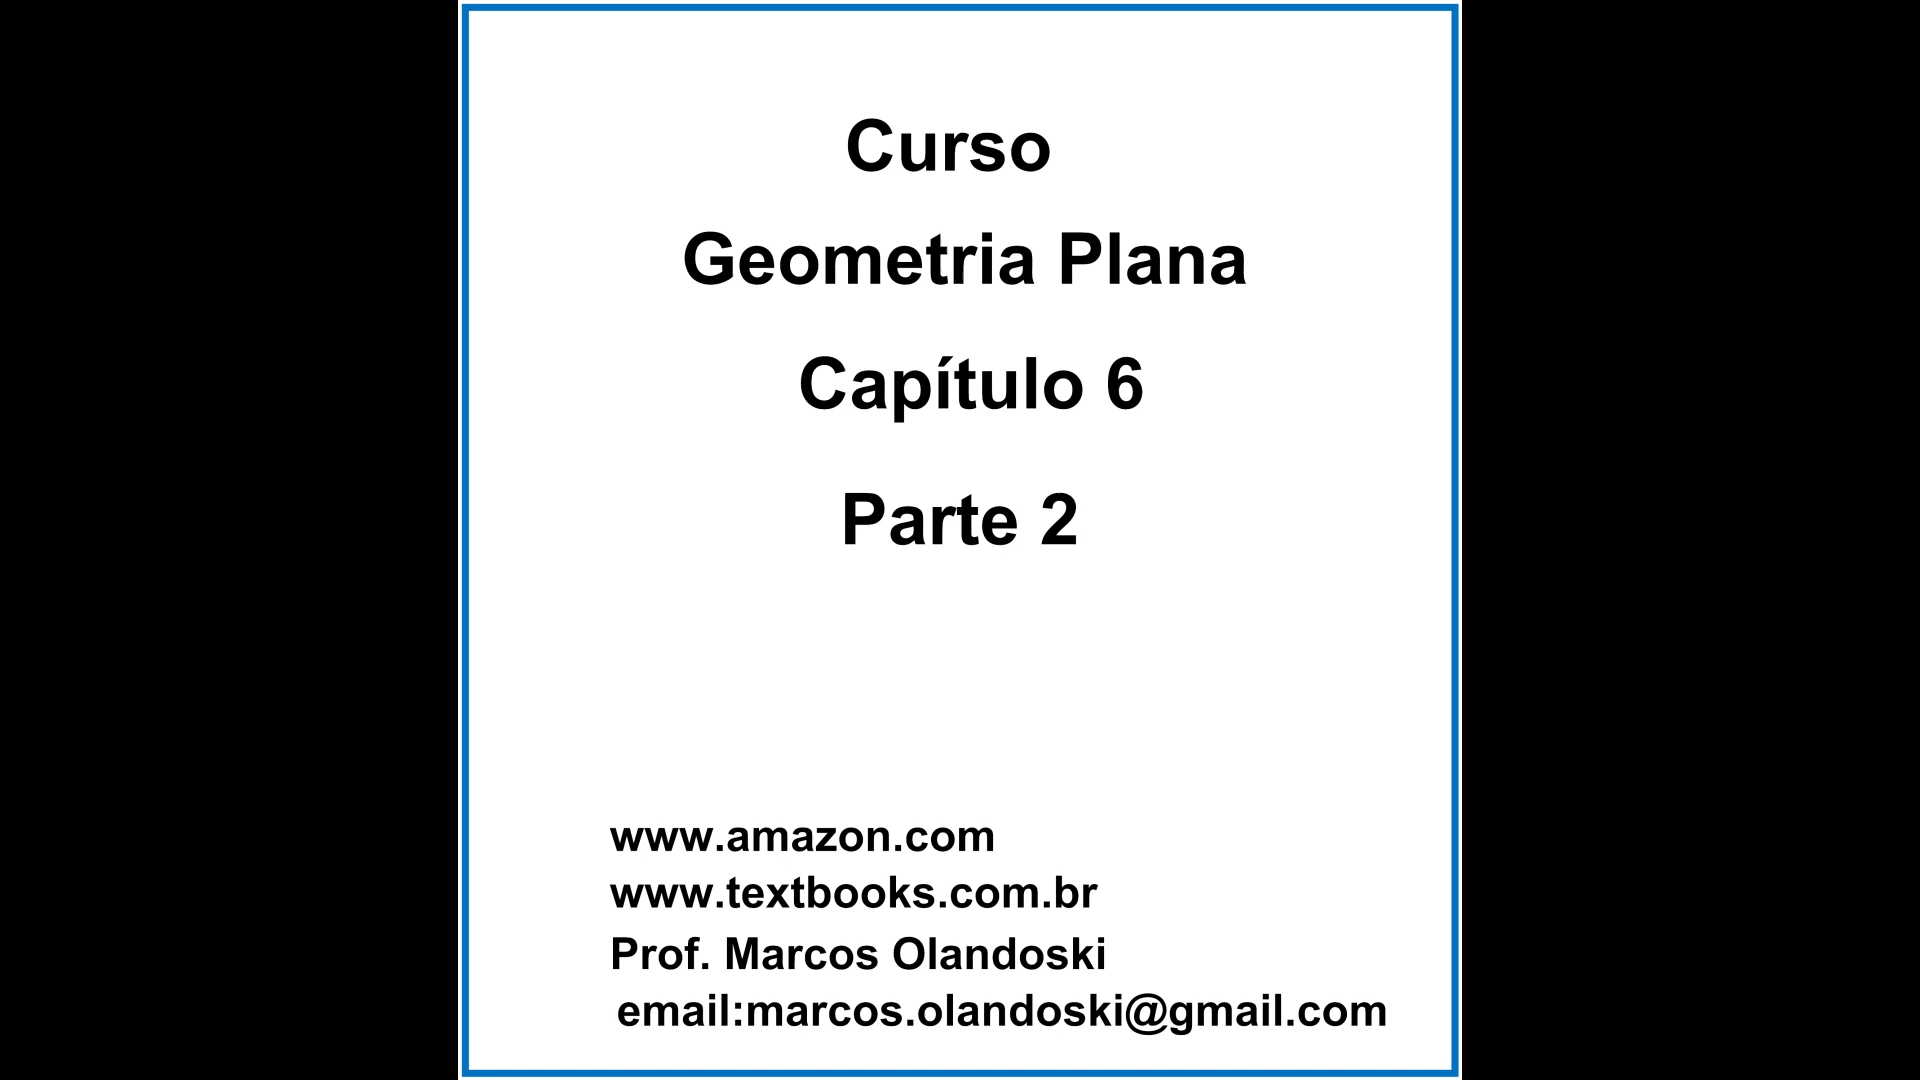 Curso
Geometria Plana
Capítulo 6
Parte 2
www.amazon.com
www.textbooks.com.br
Prof. Marcos Olandoski
email:marcos.olandoski@gmail.com